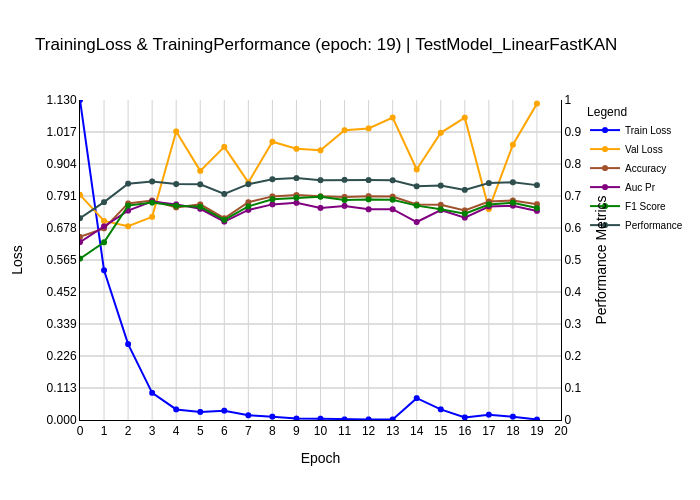 TrainingLoss & TrainingPerformance (epoch: 19) | TestModel_LinearFastKAN
1.130
1.017
0.904
0.791
0.678
0.565
0.452
0.339
0.226
0.113
0.000
Loss
0 1 2 3 4 5 6 7 8 9 10 11 12 13 14 15 16 17 18 19 20
Epoch
1
0.9
0.8
0.7
0.6
0.5
0.4
0.3
0.2
0.1
0
Performance Metrics
Legend
Train Loss
Val Loss
Accuracy
Auc Pr
F1 Score
Performance